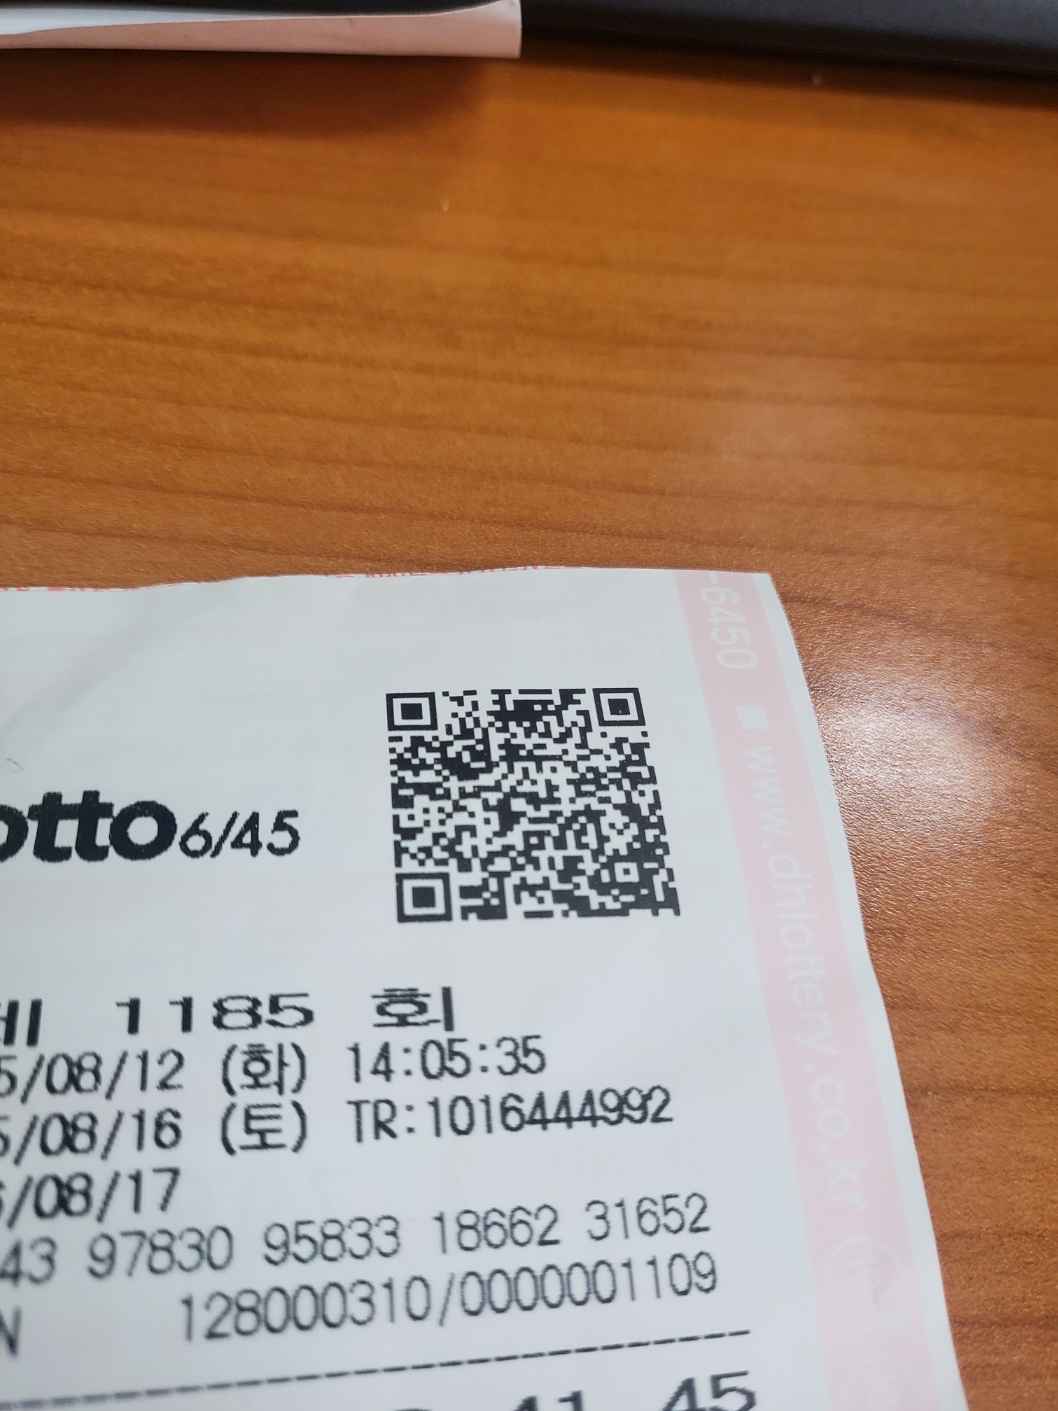 otto6/45
제 1185 회
5/08/12 (화) 14:05:35
5/08/16 (토) TR:1016444992
/08/17
43 97830 95833 18662 31652
N 128000310/0000001109
41 45
-6450 ■ www.dhlottery.co.kr